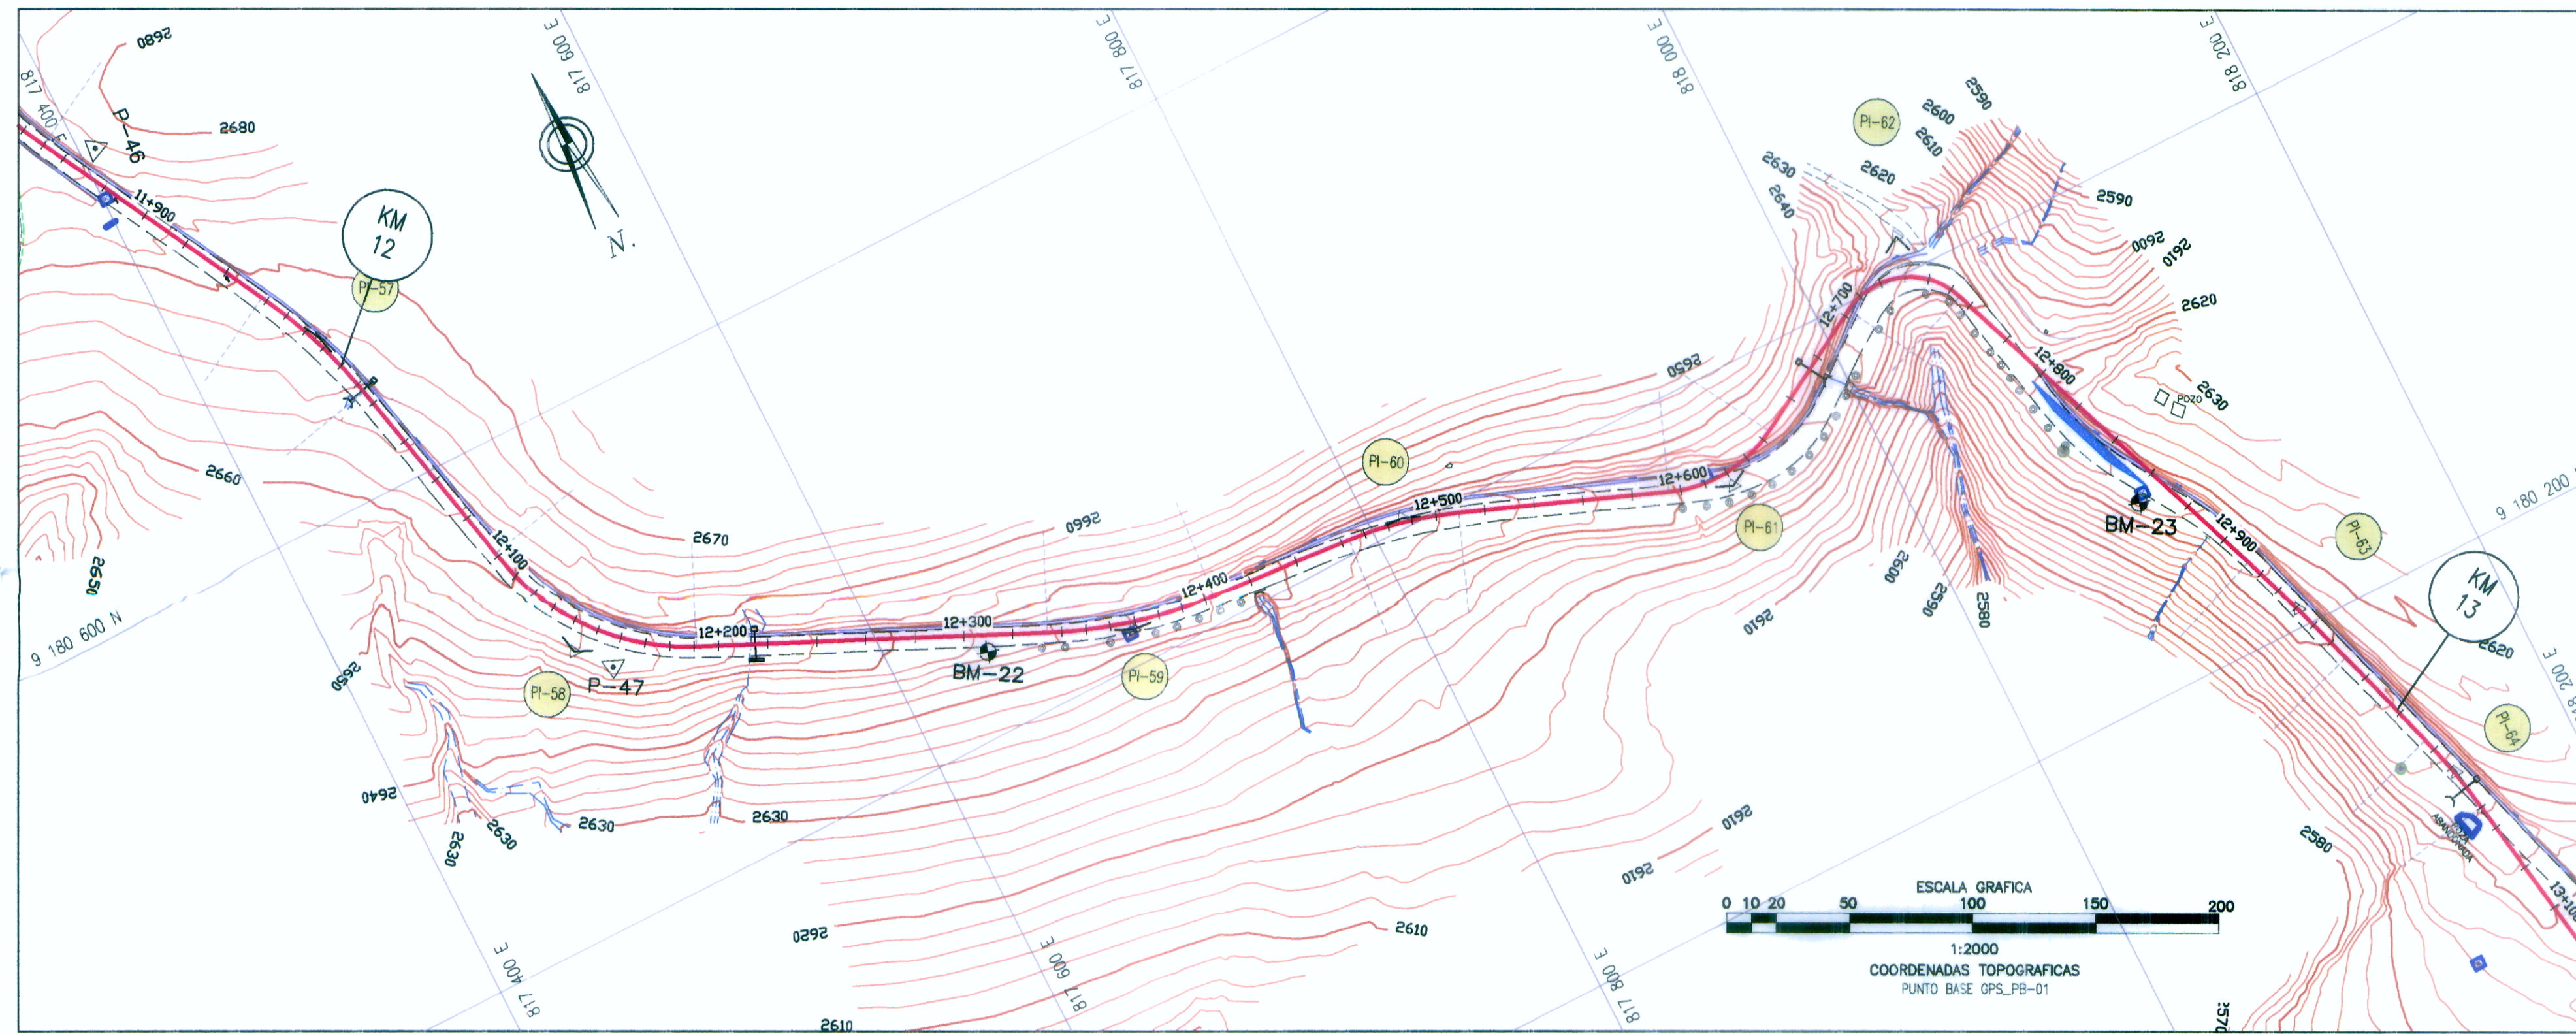 2680
817 600 E
817 800 E
818 000 E
818 200 E
817 400 E
P-46
2680
11+900
KM
12
PI-57
N.
PI-62
2590
2600
2610
2620
2630
2640
2590
2600
2610
2620
12+700
2650
12+800
POZO
2630
2660
PI-60
12+500
12+600
PI-61
BM-23
12+900
PI-63
9 180 200 N
2670
2660
12+100
2650
9 180 600 N
12+400
12+200
12+300
BM-22
PI-59
P-47
PI-58
2650
2610
2600
2590
2580
KM
13
2620
200 E
PI-64
2640
2630
2630
2630
2630
2610
2610
2580
POZA
ABANDONADA
13+100
2620
2610
817 400 E
817 600 E
817 800 E
2610
2570
ESCALA GRAFICA
0 10 20 50 100 150 200
1:2000
COORDENADAS TOPOGRAFICAS
PUNTO BASE GPS_PB-01